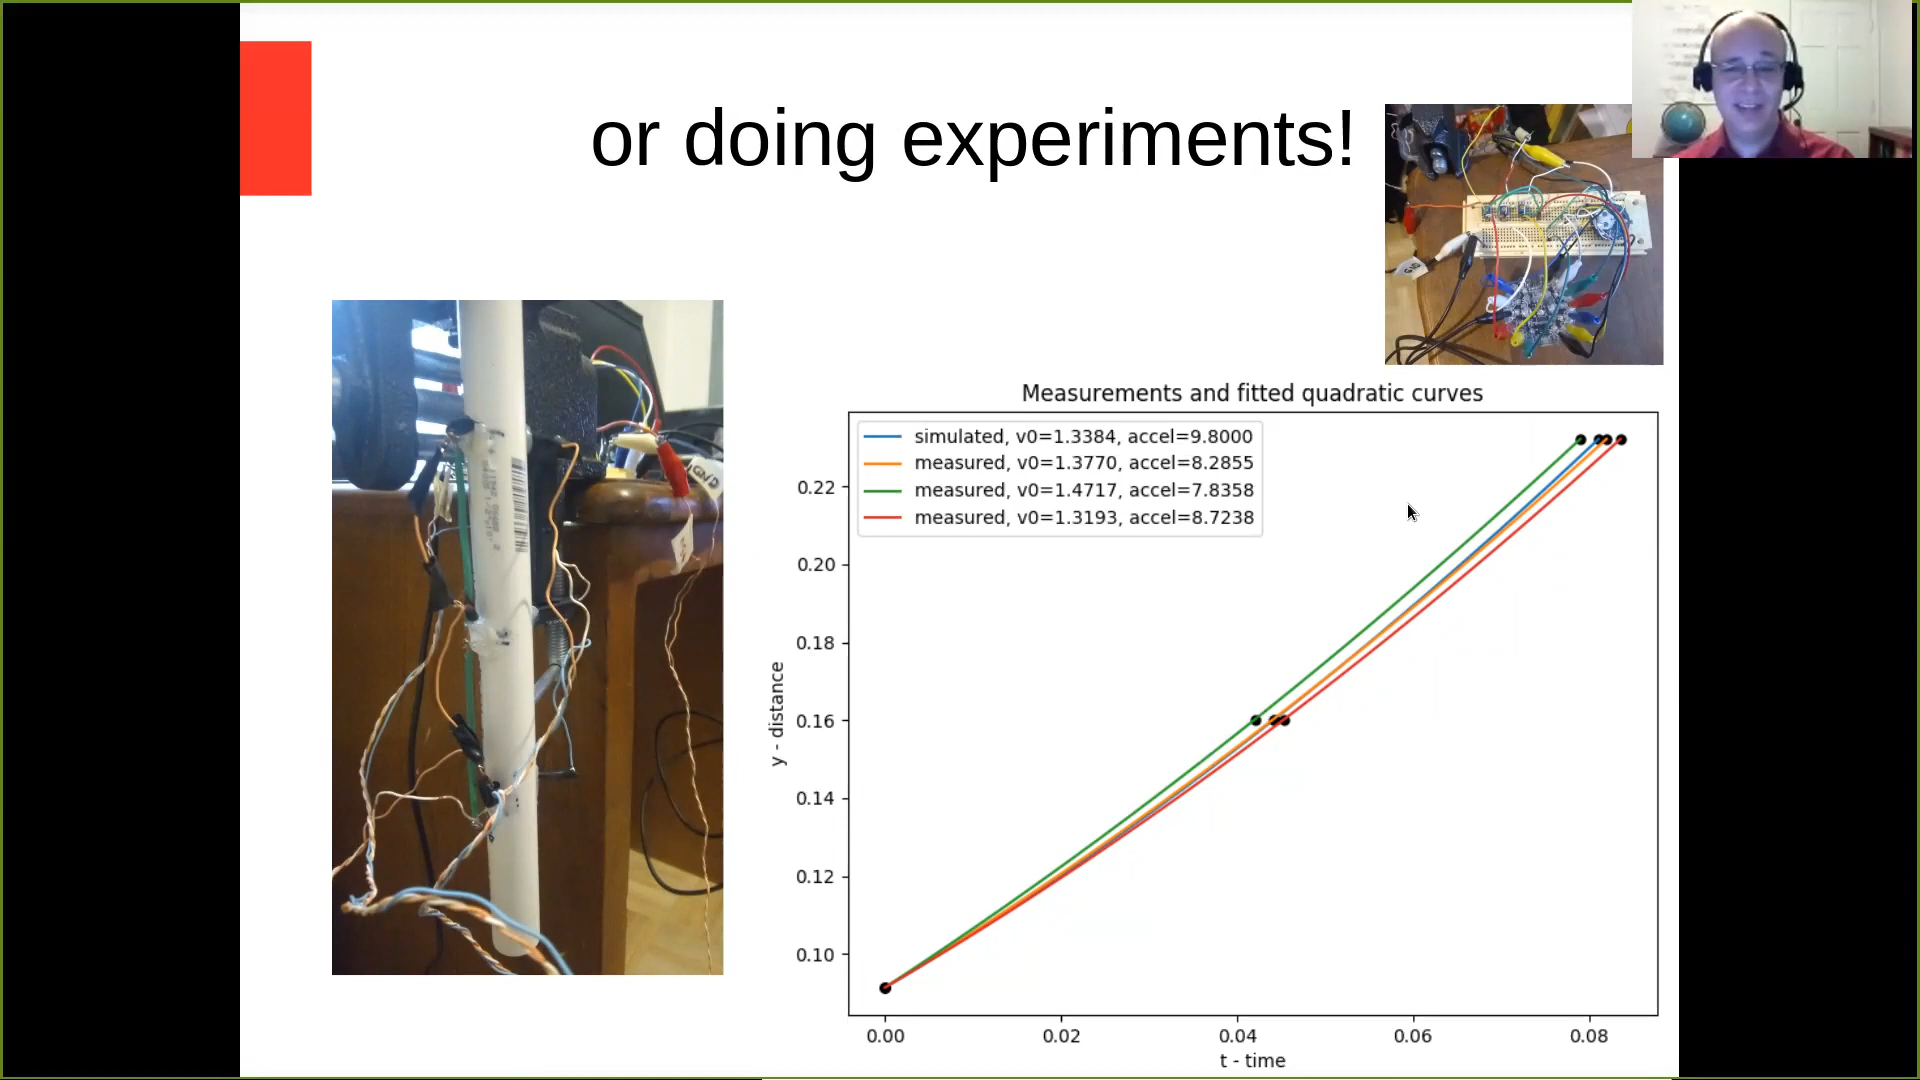 or doing experiments!
GND
GND
Measurements and fitted quadratic curves
simulated, v0=1.3384, accel=9.8000
measured, v0=1.3770, accel=8.2855
measured, v0=1.4717, accel=7.8358
measured, v0=1.3193, accel=8.7238
0.22
0.20
0.18
0.16
0.14
0.12
0.10
y - distance
0.00
0.02
0.04
0.06
0.08
t - time